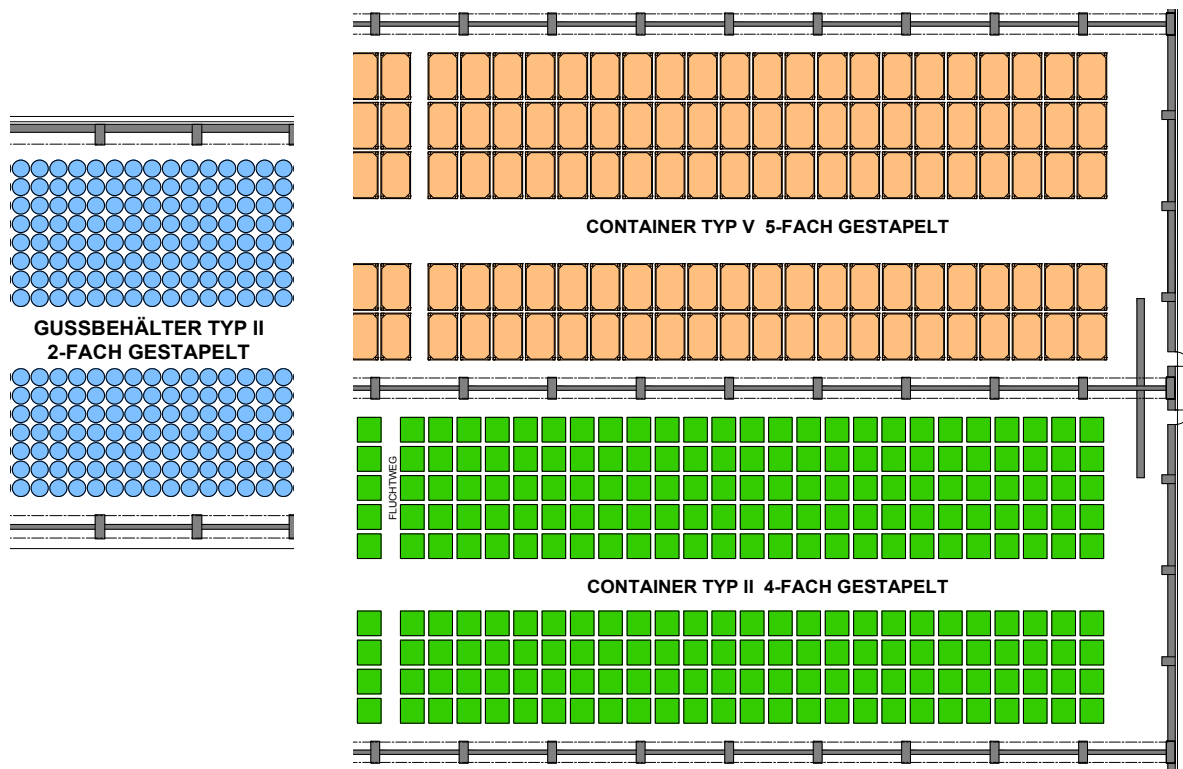 GUSSBEHÄLTER TYP II
2-FACH GESTAPELT
CONTAINER TYP V 5-FACH GESTAPELT
FLUCHTWEG
CONTAINER TYP II 4-FACH GESTAPELT